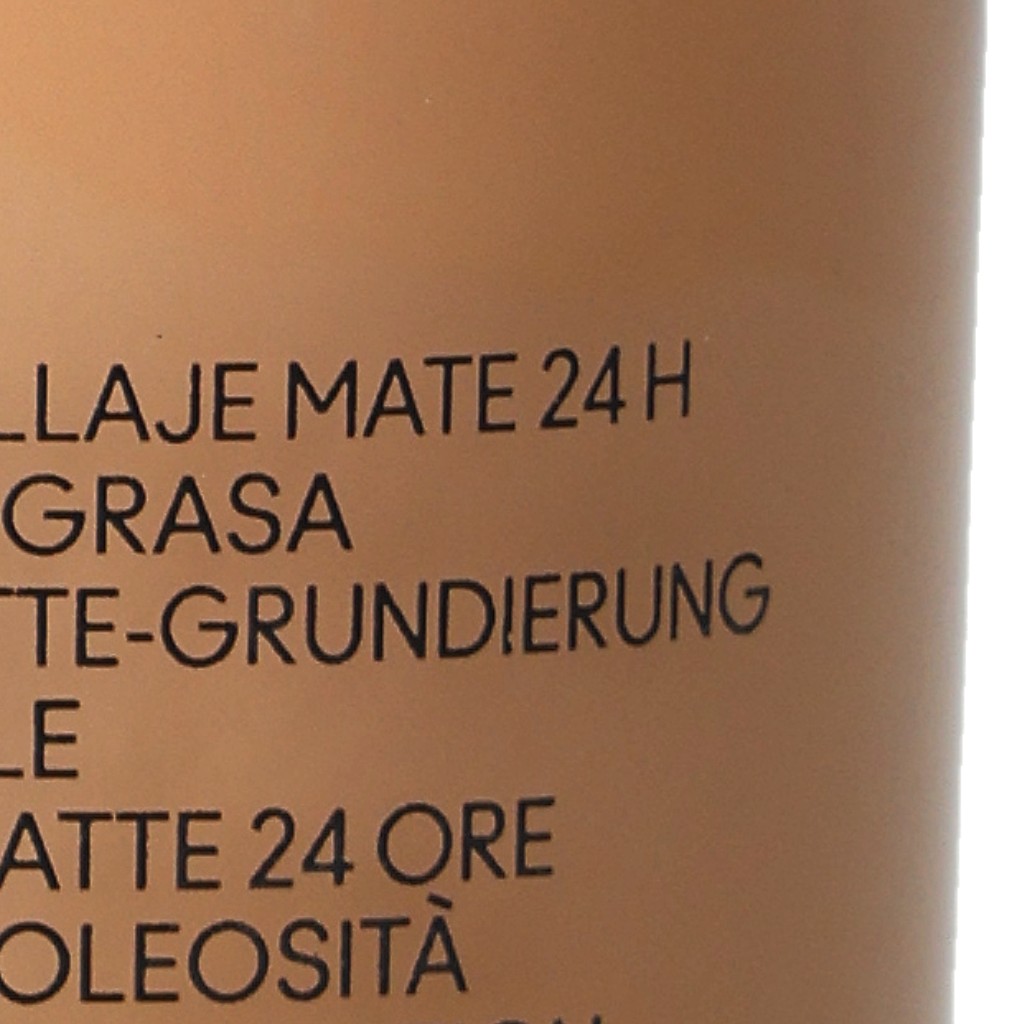 LLAJE MATE 24 H
GRASA
TTE-GRUNDIERUNG
LE
ATTE 24 ORE
OLEOSITÀ